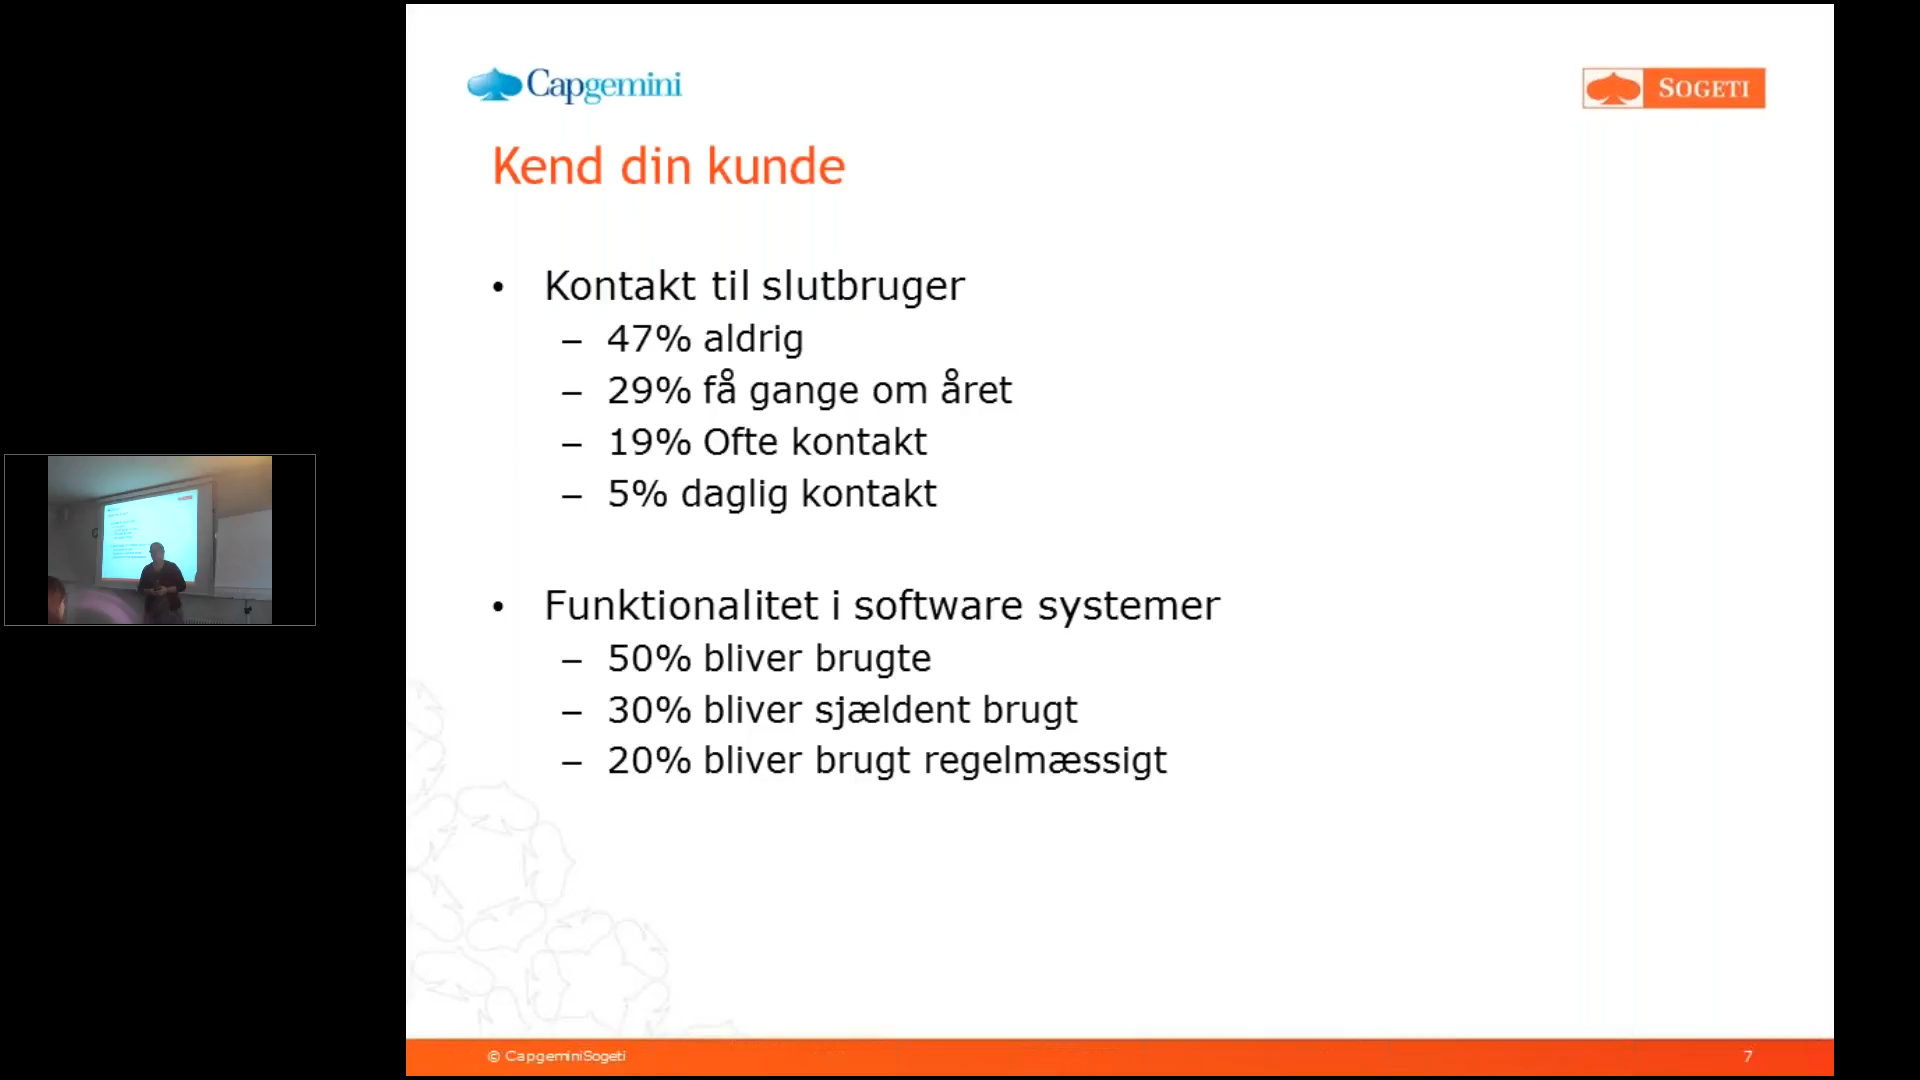 Capgemini
SOGETI
Kend din kunde
• Kontakt til slutbruger
– 47% aldrig
– 29% få gange om året
– 19% Ofte kontakt
– 5% daglig kontakt
• Funktionalitet i software systemer
– 50% bliver brugte
– 30% bliver sjældent brugt
– 20% bliver brugt regelmæssigt
© CapgeminiSogeti
7